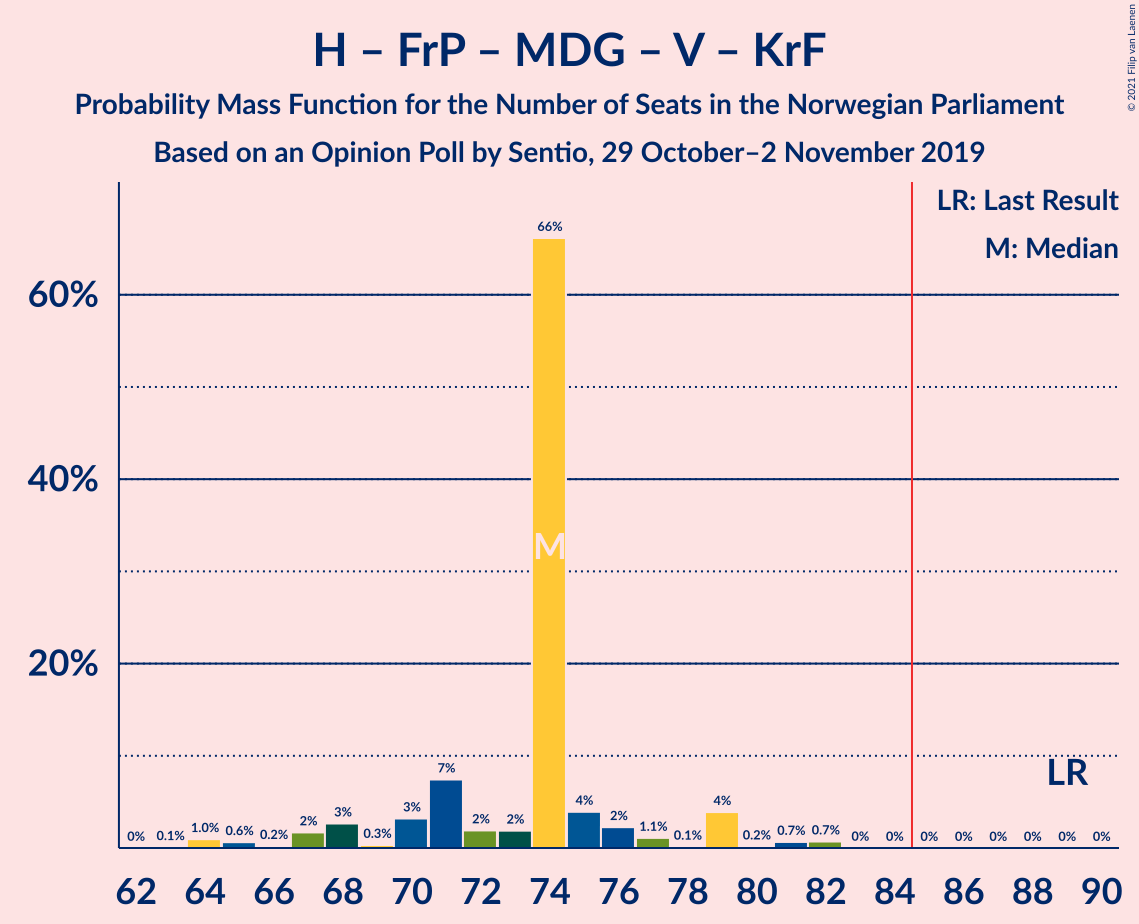 H – FrP – MDG – V – KrF
Probability Mass Function for the Number of Seats in the Norwegian Parliament
Based on an Opinion Poll by Sentio, 29 October–2 November 2019
© 2021 Filip van Laenen
LR: Last Result
M: Median
60%
40%
20%
0% 0.1% 1.0% 0.6% 0.2% 2% 3% 0.3% 3% 7% 2% 2% 66% 4% 2% 1.1% 0.1% 4% 0.2% 0.7% 0.7% 0% 0% 0% 0% 0% 0% 0% 0%
M
LR
62 64 66 68 70 72 74 76 78 80 82 84 86 88 90